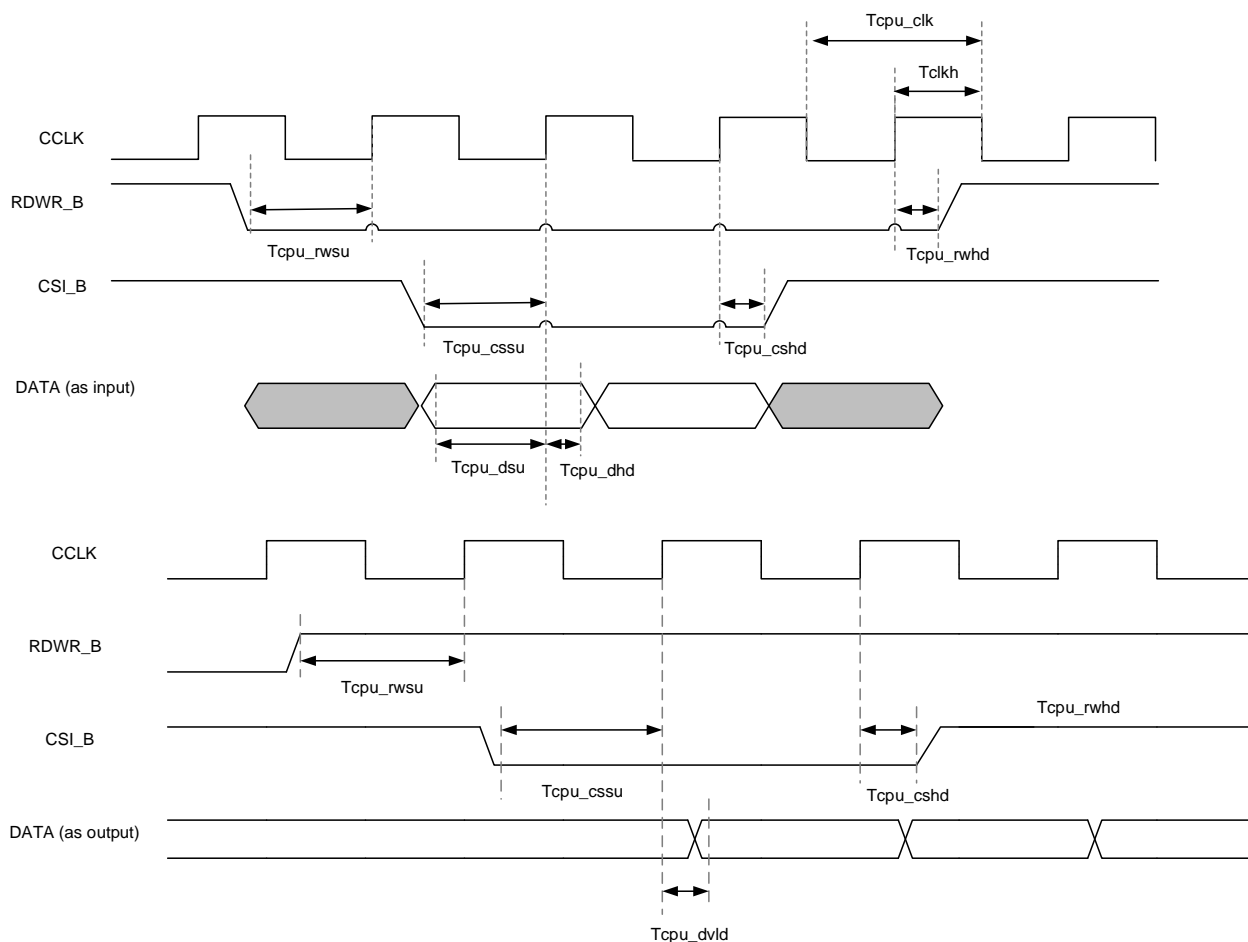 Tcpu_clk
Tclkh
CCLK
RDWR_B
Tcpu_rwsu
Tcpu_rwhd
CSI_B
Tcpu_cssu
Tcpu_cshd
DATA (as input)
Tcpu_dsu
Tcpu_dhd
CCLK
RDWR_B
Tcpu_rwsu
Tcpu_rwhd
CSI_B
Tcpu_cssu
Tcpu_cshd
DATA (as output)
Tcpu_dvld